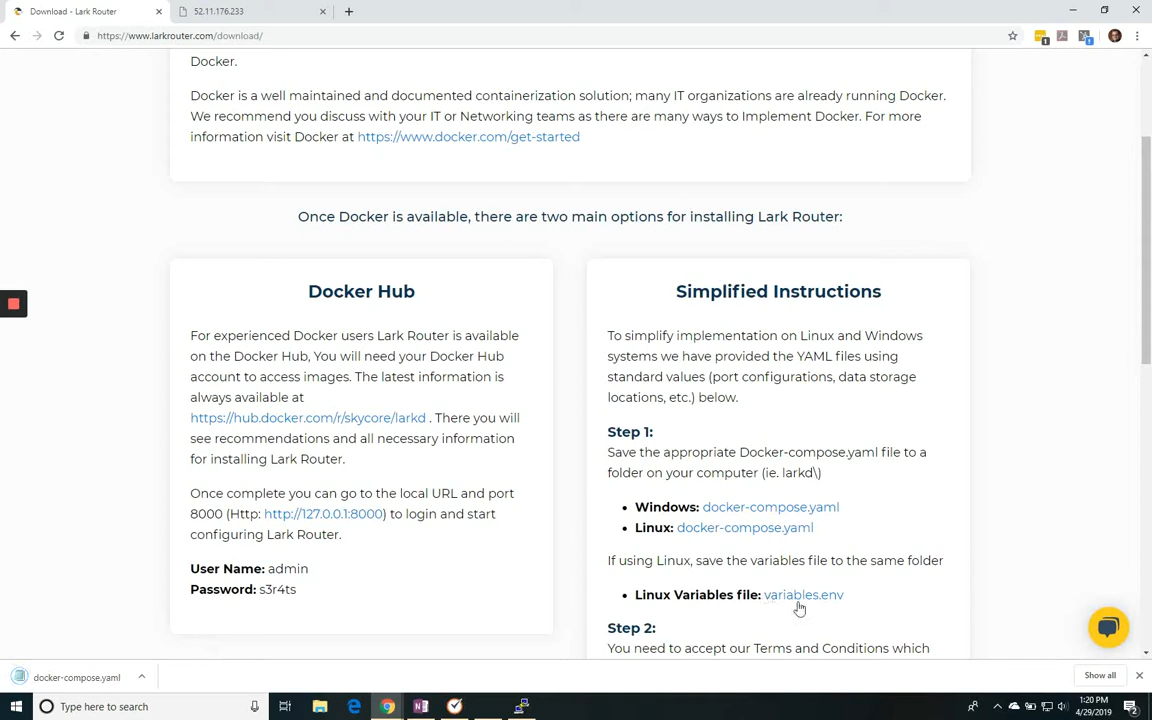 Download - Lark Router
52.11.176.233
https://www.larkrouter.com/download/
Docker.
Docker is a well maintained and documented containerization solution; many IT organizations are already running Docker.
We recommend you discuss with your IT or Networking teams as there are many ways to Implement Docker. For more
information visit Docker at https://www.docker.com/get-started
Once Docker is available, there are two main options for installing Lark Router:
Docker Hub
For experienced Docker users Lark Router is available
on the Docker Hub, You will need your Docker Hub
account to access images. The latest information is
always available at
https://hub.docker.com/r/skycore/larkd . There you will
see recommendations and all necessary information
for installing Lark Router.
Once complete you can go to the local URL and port
8000 (Http: http://127.0.0.1:8000) to login and start
configuring Lark Router.
User Name: admin
Password: s3r4ts
Simplified Instructions
To simplify implementation on Linux and Windows
systems we have provided the YAML files using
standard values (port configurations, data storage
locations, etc.) below.
Step 1:
Save the appropriate Docker-compose.yaml file to a
folder on your computer (ie. larkd\)
• Windows: docker-compose.yaml
• Linux: docker-compose.yaml
If using Linux, save the variables file to the same folder
• Linux Variables file: variables.env
Step 2:
You need to accept our Terms and Conditions which
docker-compose.yaml
Show all
Type here to search
1:20 PM
4/29/2019